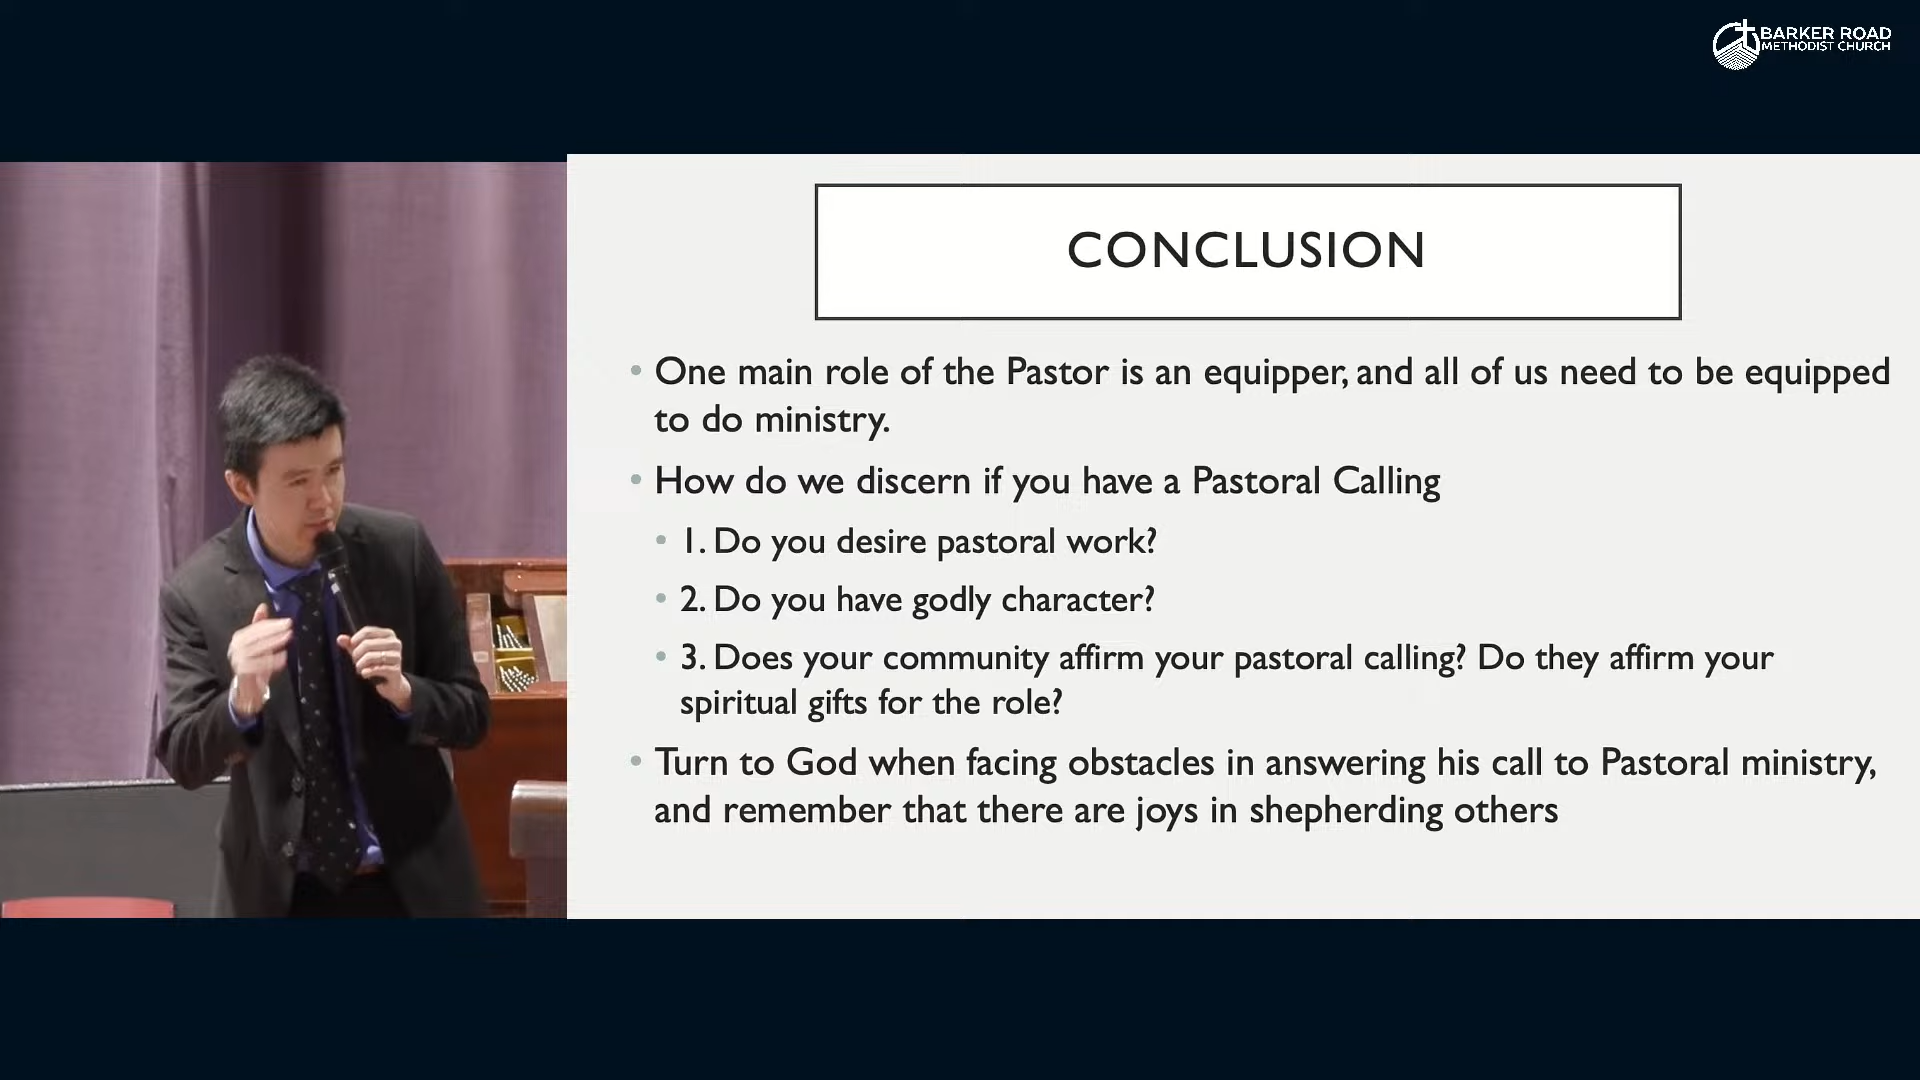 BARKER ROAD
METHODIST CHURCH
CONCLUSION
• One main role of the Pastor is an equipper, and all of us need to be equipped
to do ministry.
• How do we discern if you have a Pastoral Calling
• 1. Do you desire pastoral work?
• 2. Do you have godly character?
• 3. Does your community affirm your pastoral calling? Do they affirm your
spiritual gifts for the role?
• Turn to God when facing obstacles in answering his call to Pastoral ministry,
and remember that there are joys in shepherding others